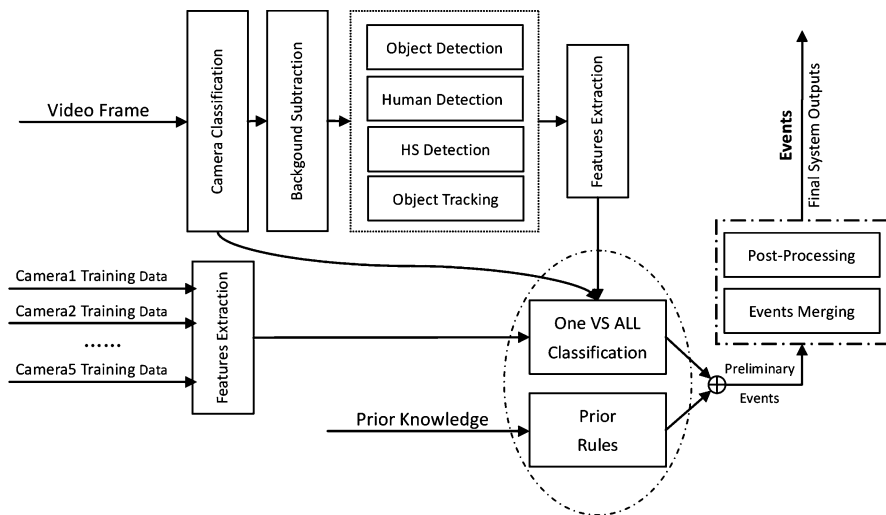 Video Frame
Camera Classification
Backgound Subtraction
Object Detection
Human Detection
HS Detection
Object Tracking
Features Extraction
Events
Final System Outputs
Post-Processing
Events Merging
Camera1 Training Data
Camera2 Training Data
......
Camera5 Training Data
Features Extraction
One VS ALL
Classification
Preliminary
Events
Prior Knowledge
Prior
Rules